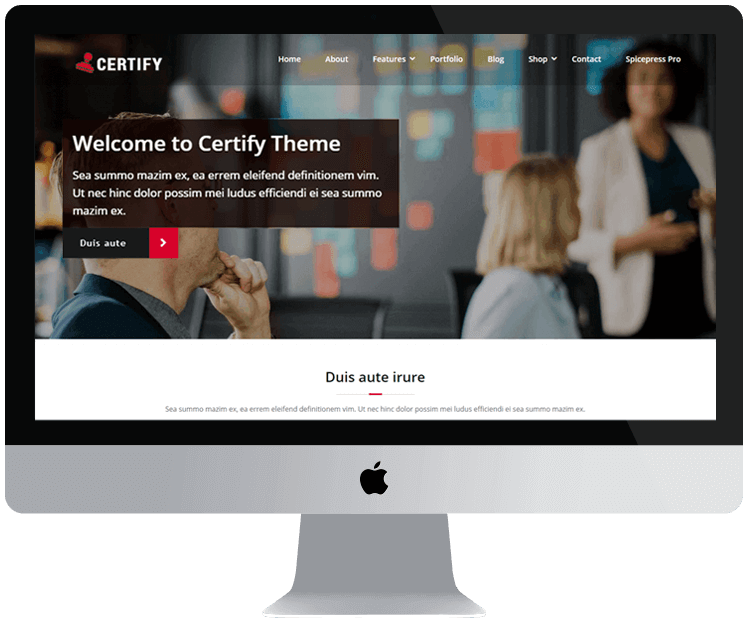 CERTIFY
Home About Features Portfolio Blog Shop Contact Spicepress Pro
Welcome to Certify Theme
Sea summo mazim ex, ea errem eleifend definitionem vim.
Ut nec hinc dolor possim mei ludus efficiendi ei sea summo
mazim ex.
Duis aute
Duis aute irure
Sea summo mazim ex, ea errem eleifend definitionem vim. Ut nec hinc dolor possim mei ludus efficiendi ei sea summo mazim ex.